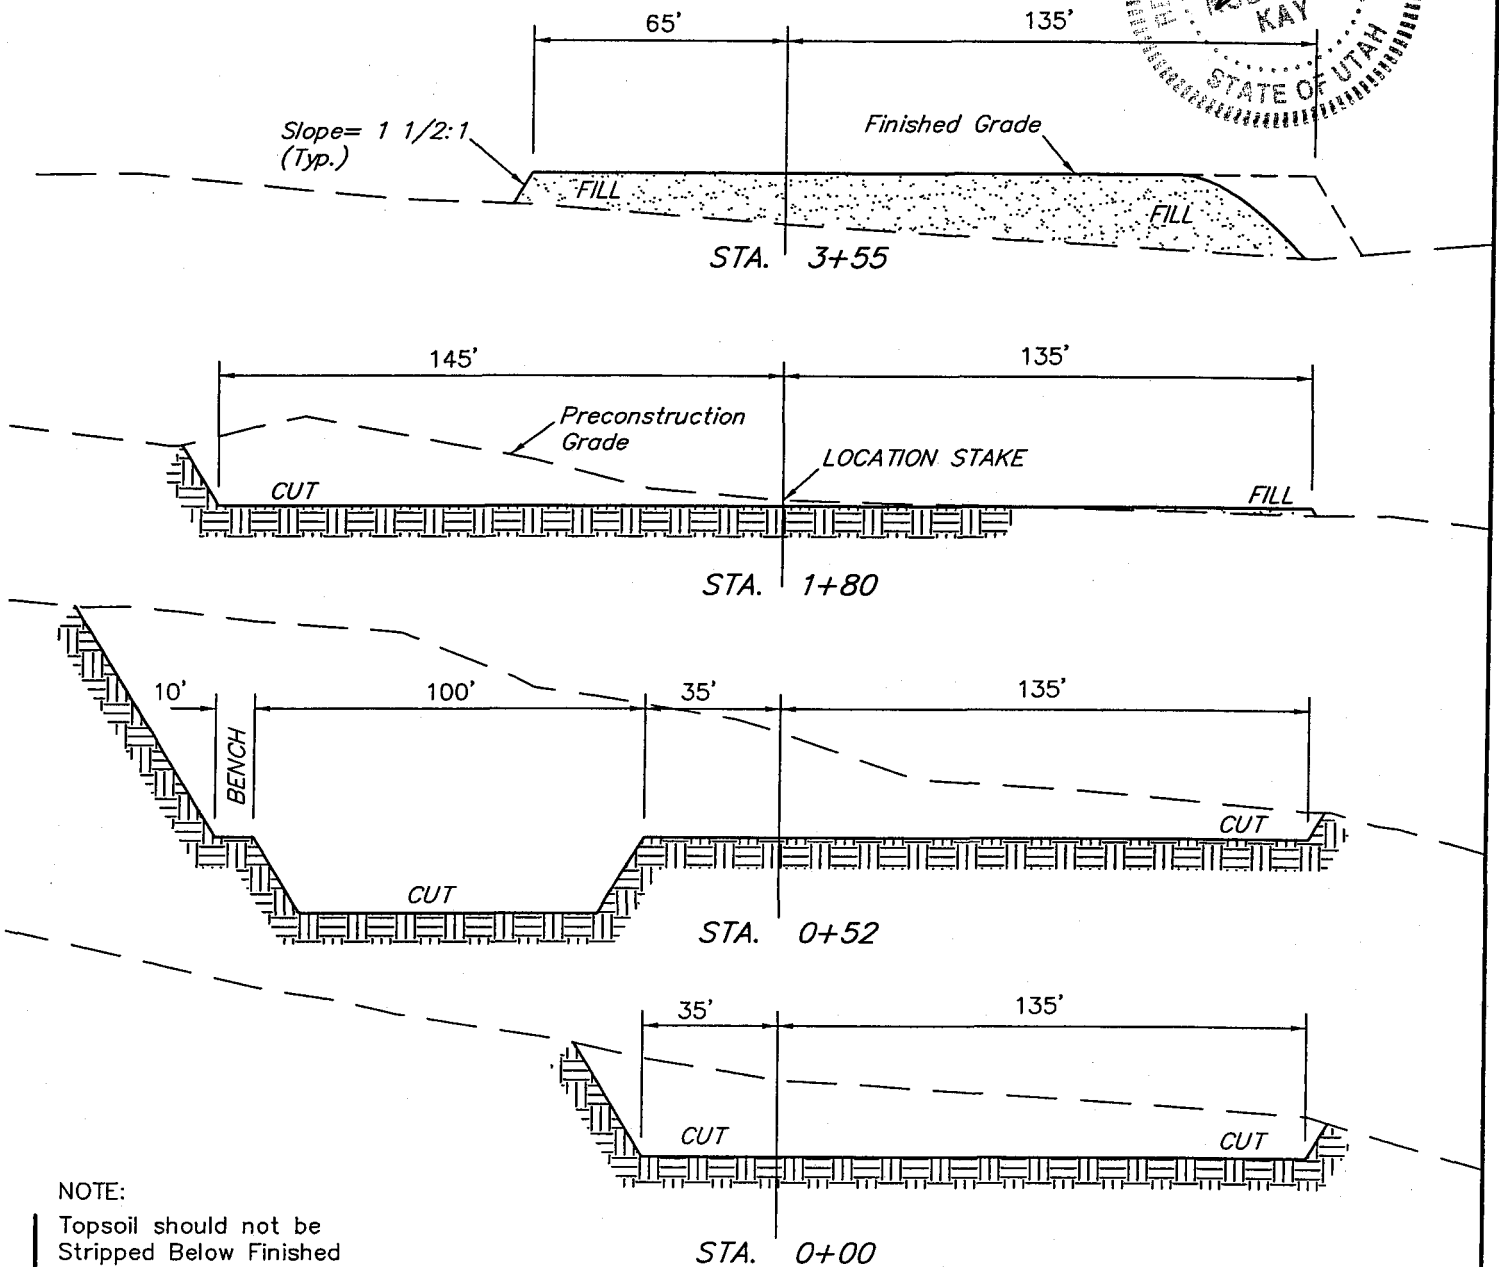 65'
135'
KAY
STATE OF UTAH
Slope= 1 1/2:1
(Typ.)
Finished Grade
FILL
FILL
STA. 3+55
145'
135'
Preconstruction
Grade
LOCATION STAKE
CUT
FILL
STA. 1+80
10'
100'
35'
135'
BENCH
CUT
CUT
STA. 0+52
35'
135'
CUT
CUT
NOTE:
Topsoil should not be
Stripped Below Finished
STA. 0+00